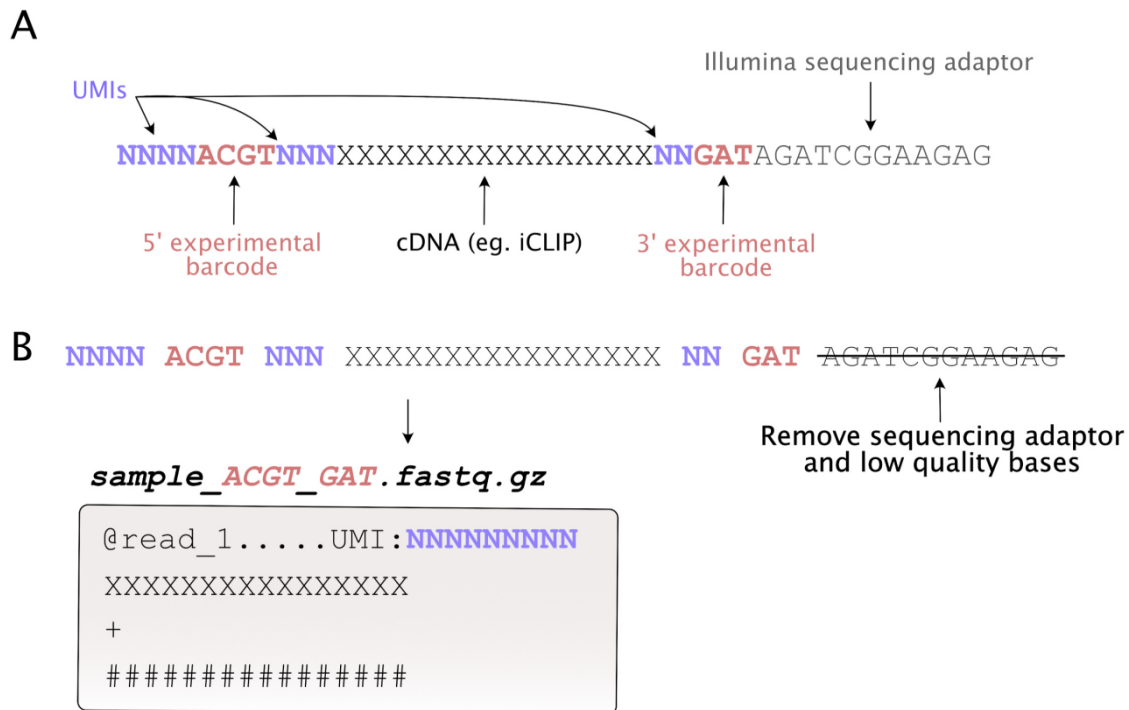 A
Illumina sequencing adaptor
UMIs
NNNNACGTNNNXXXXXXXXXXXXXXXXNNGATAGATCGGAAGAG
5' experimental
barcode
cDNA (eg. iCLIP)
3' experimental
barcode
B
NNNN ACGT NNN XXXXXXXXXXXXXXXX NN GAT AGATCGGAAGAG
Remove sequencing adaptor
and low quality bases
sample_ACGT_GAT.fastq.gz
@read_1.....UMI:NNNNNNNNN
XXXXXXXXXXXXXXXX
+
################